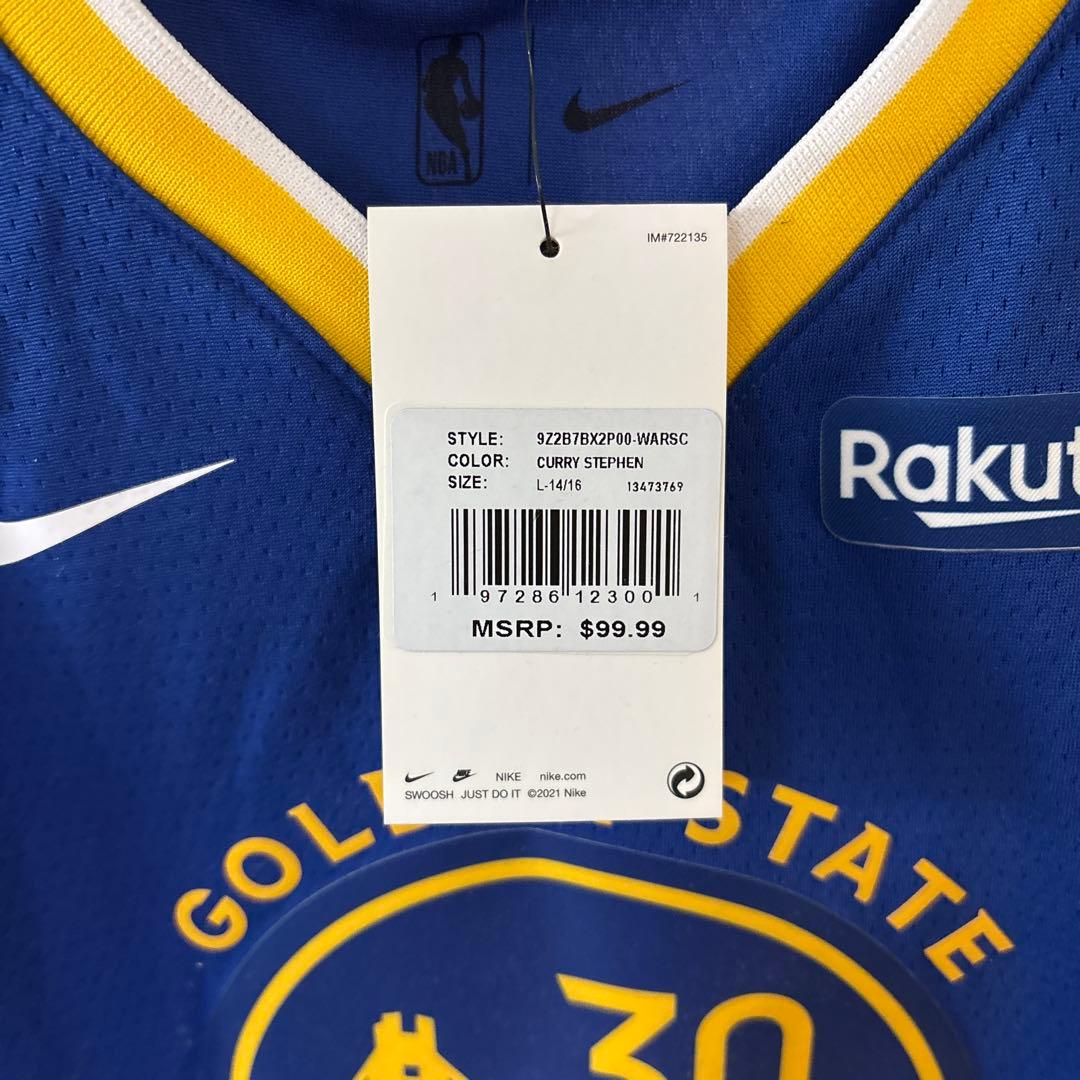 NBA
IM#722135
STYLE: 9Z2B7BX2P00-WARSC
COLOR: CURRY STEPHEN
SIZE: L-14/16 13473769
1 97286 12300 1
MSRP: $99.99
Rakut
NIKE nike.com
SWOOSH JUST DO IT ©2021 Nike
GOL STATE
30